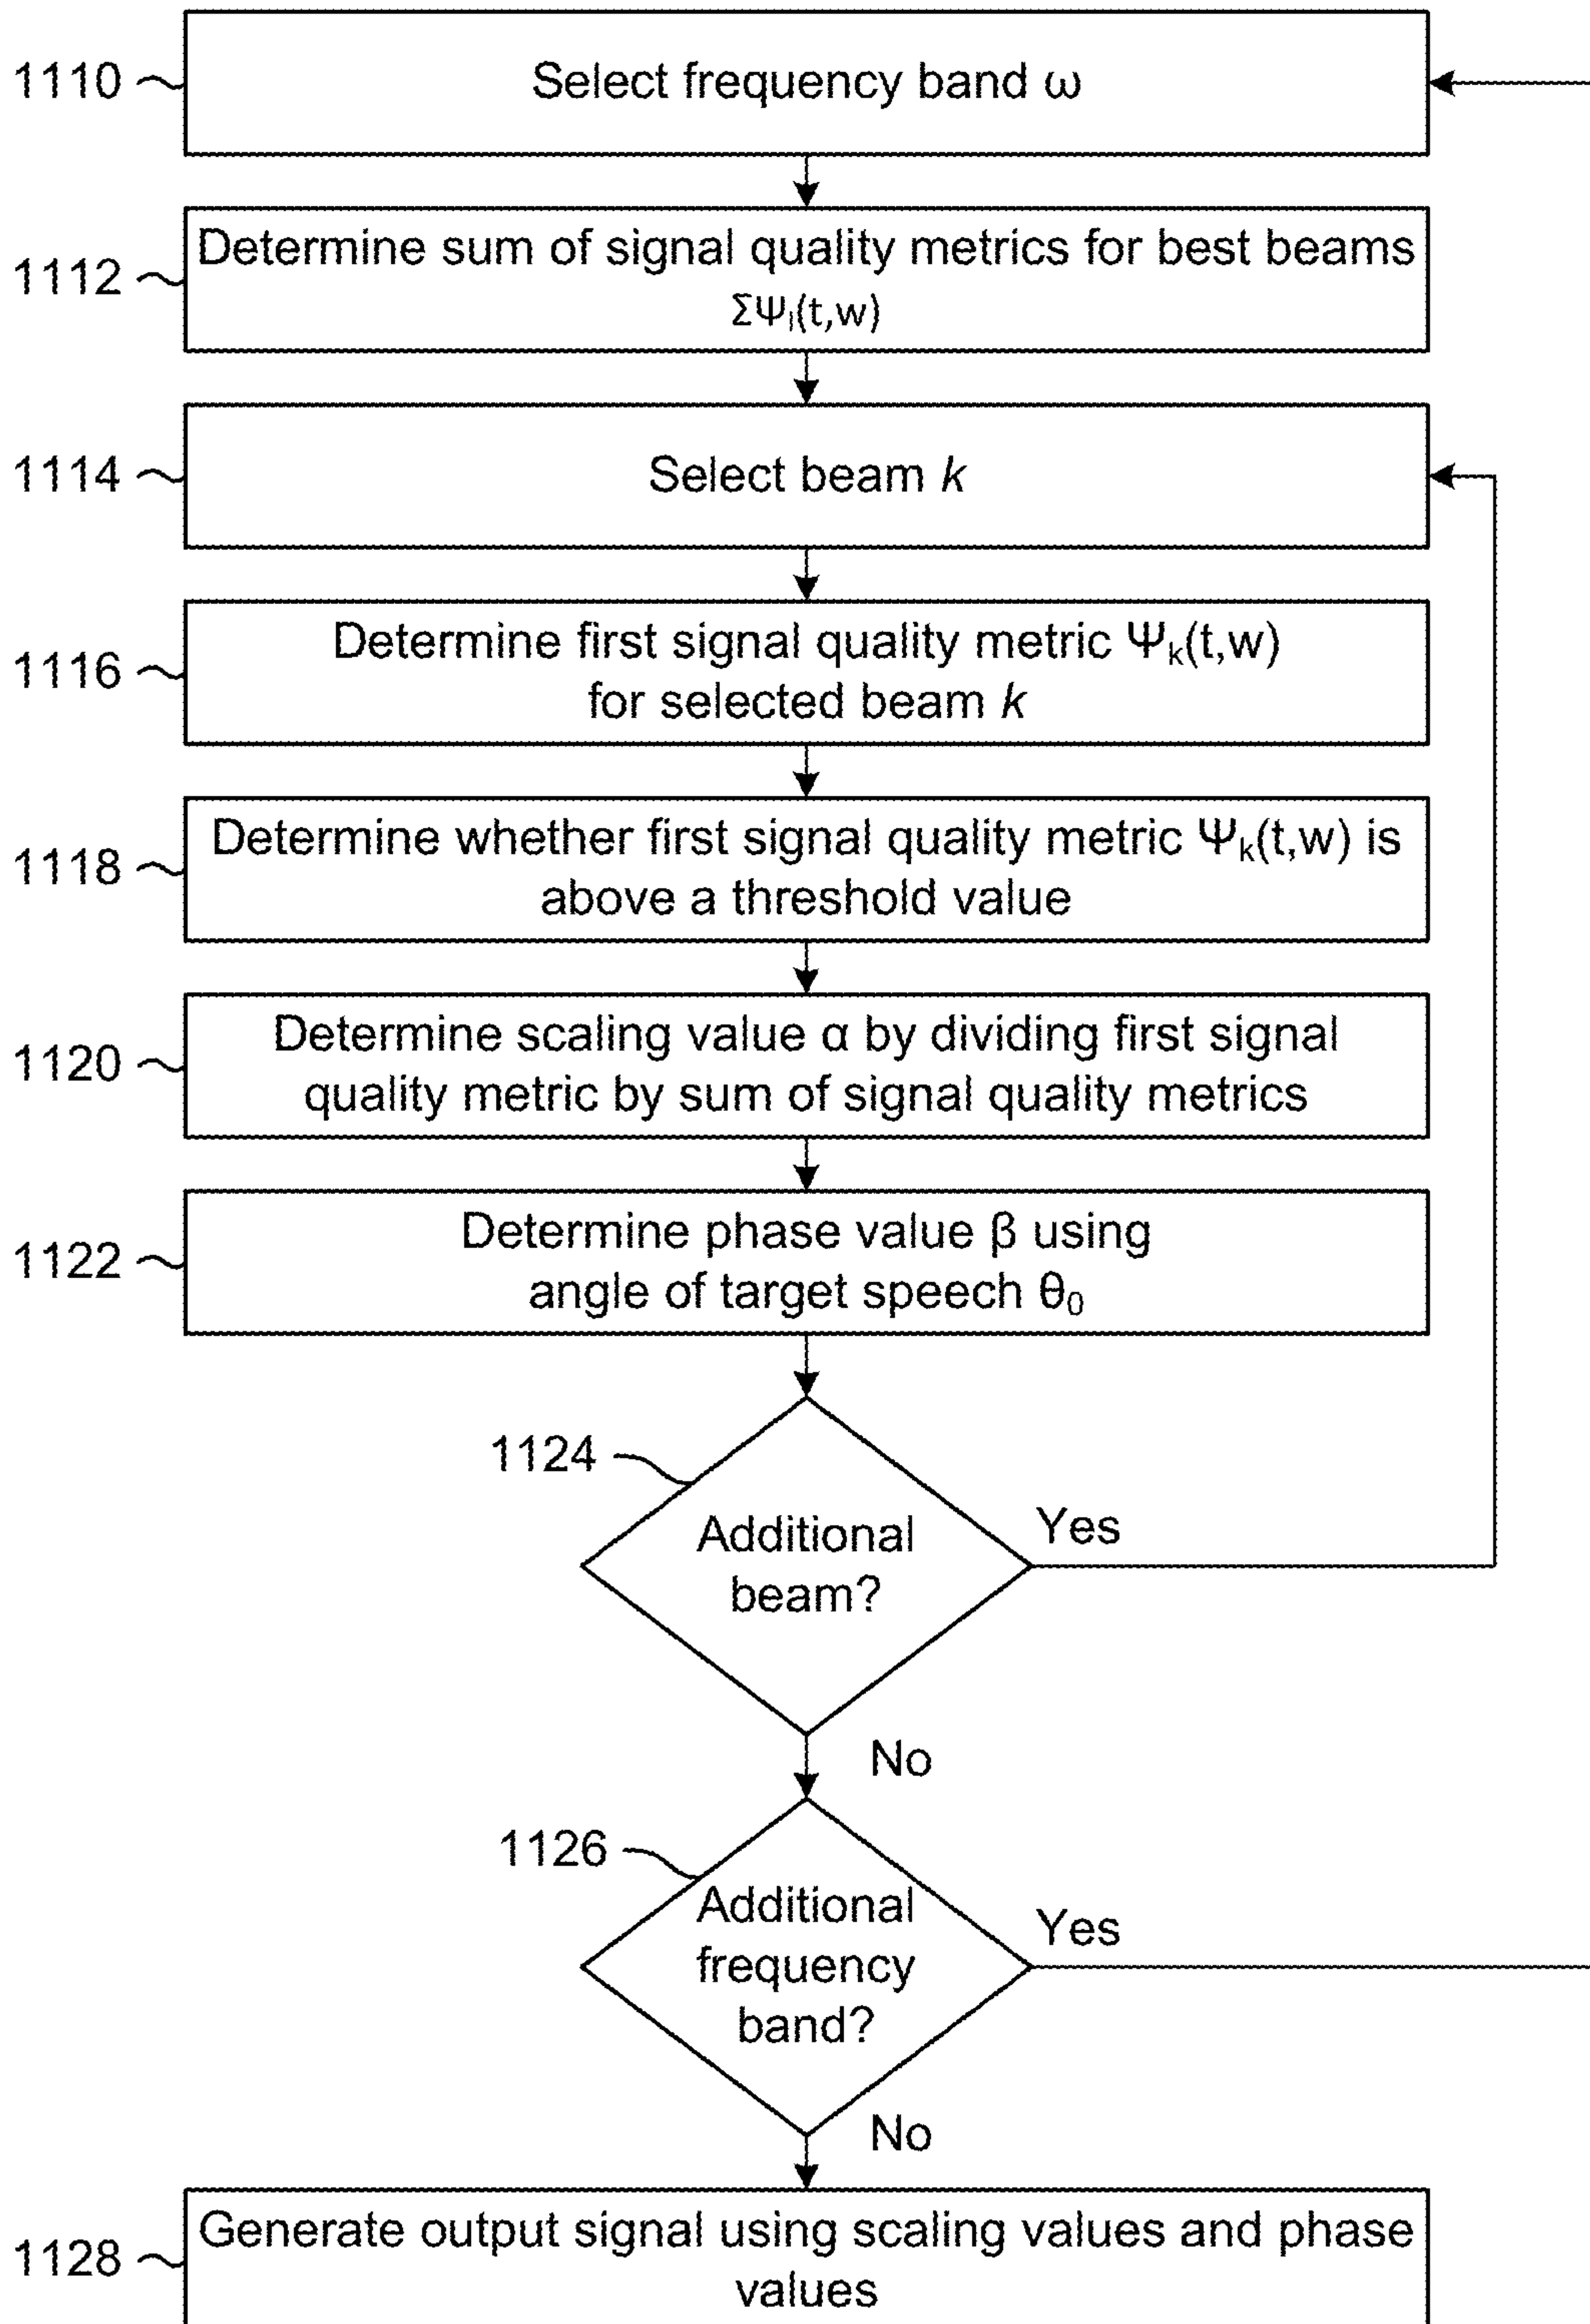 1110
Select frequency band ω
1112
Determine sum of signal quality metrics for best beams
ΣΨₗ(t,w)
1114
Select beam k
1116
Determine first signal quality metric Ψₖ(t,w)
for selected beam k
1118
Determine whether first signal quality metric Ψₖ(t,w) is
above a threshold value
1120
Determine scaling value α by dividing first signal
quality metric by sum of signal quality metrics
1122
Determine phase value β using
angle of target speech θ₀
1124
Additional
beam?
Yes
No
1126
Additional
frequency
band?
Yes
No
1128
Generate output signal using scaling values and phase
values